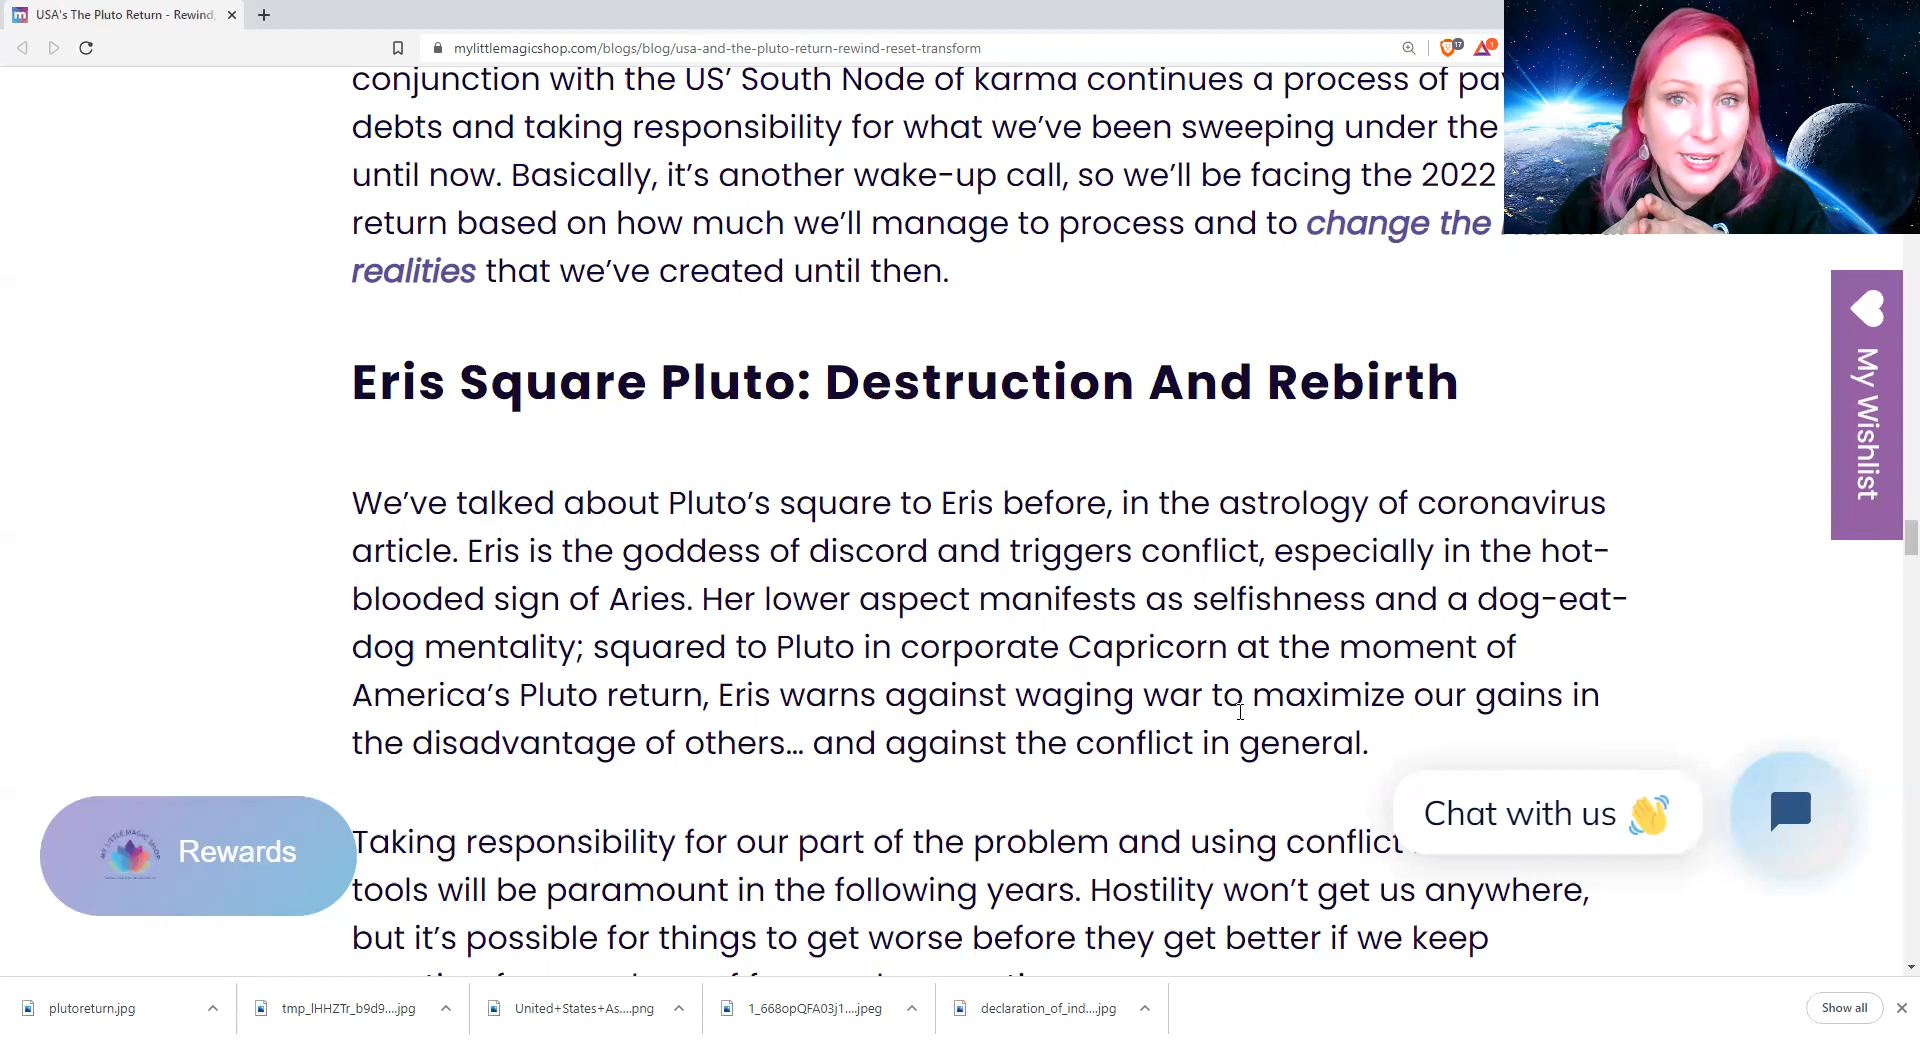 USA's The Pluto Return - Rewind,
mylittlemagicshop.com/blogs/blog/usa-and-the-pluto-return-rewind-reset-transform
17
1
conjunction with the US’ South Node of karma continues a process of
debts and taking responsibility for what we’ve been sweeping under the
until now. Basically, it’s another wake-up call, so we’ll be facing the 2022
return based on how much we’ll manage to process and to change the
realities that we’ve created until then.
Eris Square Pluto: Destruction And Rebirth
We’ve talked about Pluto’s square to Eris before, in the astrology of coronavirus
article. Eris is the goddess of discord and triggers conflict, especially in the hot-
blooded sign of Aries. Her lower aspect manifests as selfishness and a dog-eat-
dog mentality; squared to Pluto in corporate Capricorn at the moment of
America’s Pluto return, Eris warns against waging war to maximize our gains in
the disadvantage of others... and against the conflict in general.
Taking responsibility for our part of the problem and using conflict
tools will be paramount in the following years. Hostility won’t get us anywhere,
but it’s possible for things to get worse before they get better if we keep
My Wishlist
Chat with us 👋
MY LITTLE MAGIC SHOP
Rewards
plutoreturn.jpg
tmp_lHHZTr_b9d9....jpg
United+States+As....png
1_668opQFA03j1....jpeg
declaration_of_ind....jpg
Show all